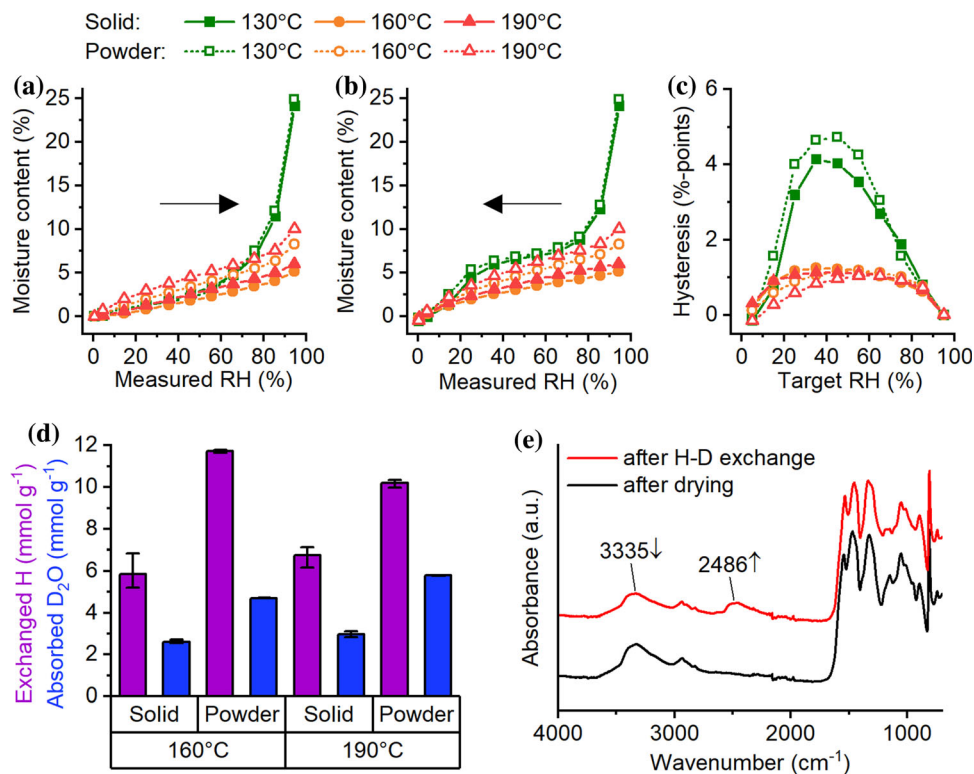 Solid: 130°C 160°C 190°C
Powder: 130°C 160°C 190°C
(a)
Moisture content (%)
25
20
15
10
5
0
0 20 40 60 80 100
Measured RH (%)
(b)
Moisture content (%)
25
20
15
10
5
0
0 20 40 60 80 100
Measured RH (%)
(c)
Hysteresis (%-points)
6
4
2
0
0 20 40 60 80 100
Target RH (%)
(d)
Exchanged H (mmol g⁻¹)
Absorbed D₂O (mmol g⁻¹)
12
10
8
6
4
2
0
Solid Powder Solid Powder
160°C 190°C
(e)
Absorbance (a.u.)
after H-D exchange
after drying
3335↓
2486↑
4000 3000 2000 1000
Wavenumber (cm⁻¹)